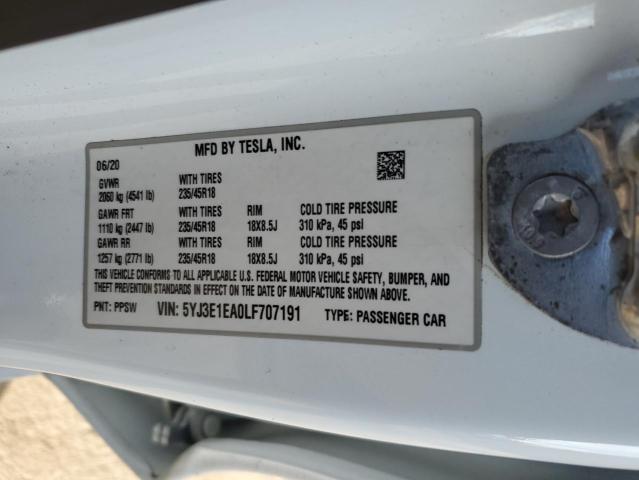 MFD BY TESLA, INC.
06/20
GVWR WITH TIRES
2060 kg (4541 lb) 235/45R18
GAWR FRT WITH TIRES RIM COLD TIRE PRESSURE
1110 kg (2447 lb) 235/45R18 18X8.5J 310 kPa, 45 psi
GAWR RR WITH TIRES RIM COLD TIRE PRESSURE
1257 kg (2771 lb) 235/45R18 18X8.5J 310 kPa, 45 psi
THIS VEHICLE CONFORMS TO ALL APPLICABLE U.S. FEDERAL MOTOR VEHICLE SAFETY, BUMPER, AND
THEFT PREVENTION STANDARDS IN EFFECT ON THE DATE OF MANUFACTURE SHOWN ABOVE.
PNT: PPSW VIN: 5YJ3E1EA0LF707191 TYPE: PASSENGER CAR